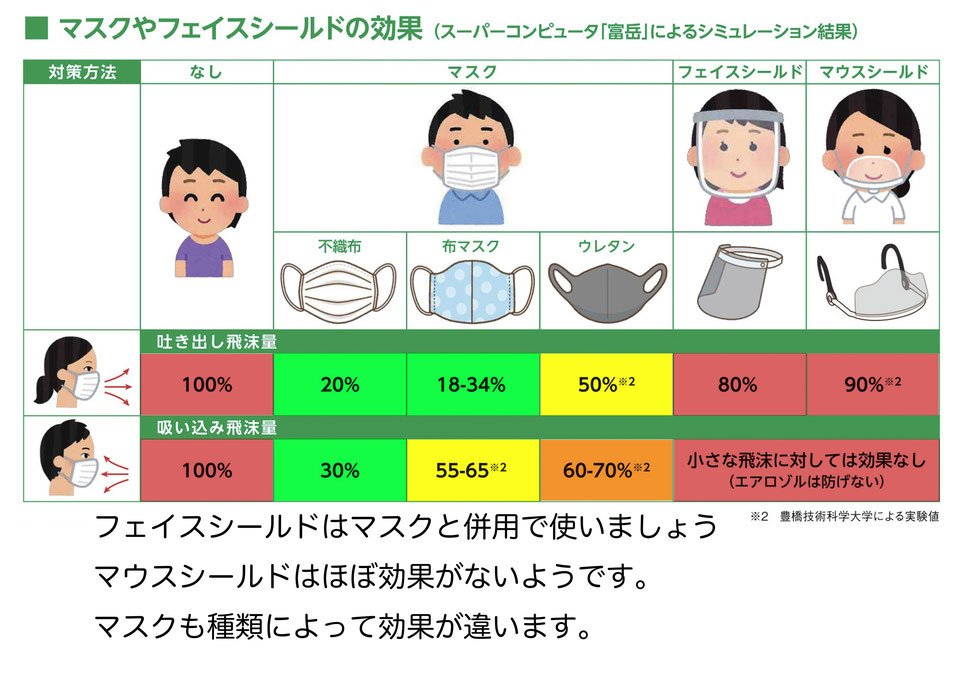 ■ マスクやフェイスシールドの効果（スーパーコンピュータ「富岳」によるシミュレーション結果）
対策方法 なし マスク フェイスシールド マウスシールド
不織布 布マスク ウレタン
吐き出し飛沫量
100% 20% 18-34% 50%※2 80% 90%※2
吸い込み飛沫量
100% 30% 55-65※2 60-70%※2 小さな飛沫に対しては効果なし
（エアロゾルは防げない）
※2 豊橋技術科学大学による実験値
フェイスシールドはマスクと併用で使いましょう
マウスシールドはほぼ効果がないようです。
マスクも種類によって効果が違います。